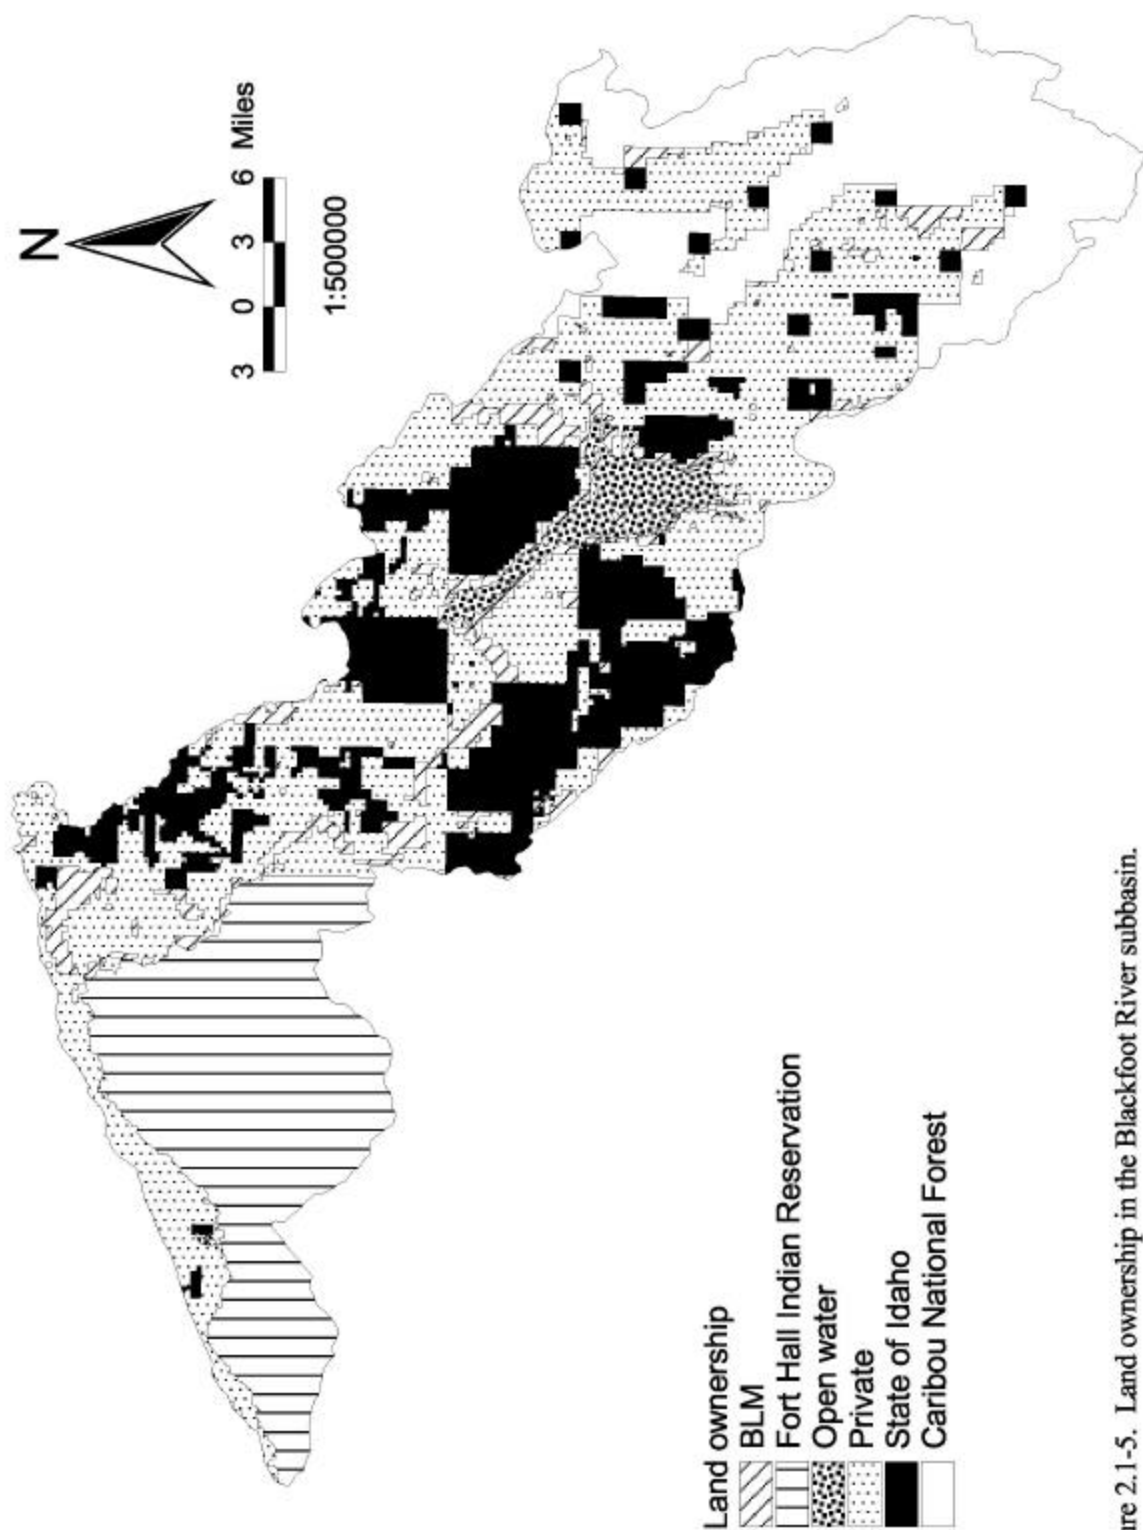 N
3 0 3 6 Miles
1:500000
Land ownership
BLM
Fort Hall Indian Reservation
Open water
Private
State of Idaho
Caribou National Forest
re 2.1-5. Land ownership in the Blackfoot River subbasin.